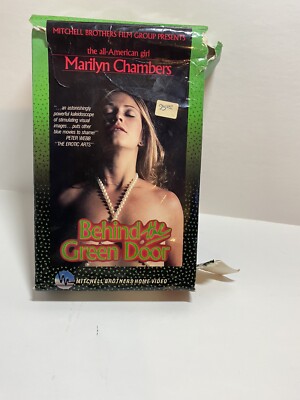 MITCHELL BROTHERS FILM GROUP PRESENTS
the all-American girl
Marilyn Chambers
"...an astonishingly
powerful kaleidoscope
of stimulating visual
images... puts other
blue movies to shame!"
PETER WEBB
"THE EROTIC ARTS"
Behind the
Green Door
MITCHELL BROTHERS HOME VIDEO